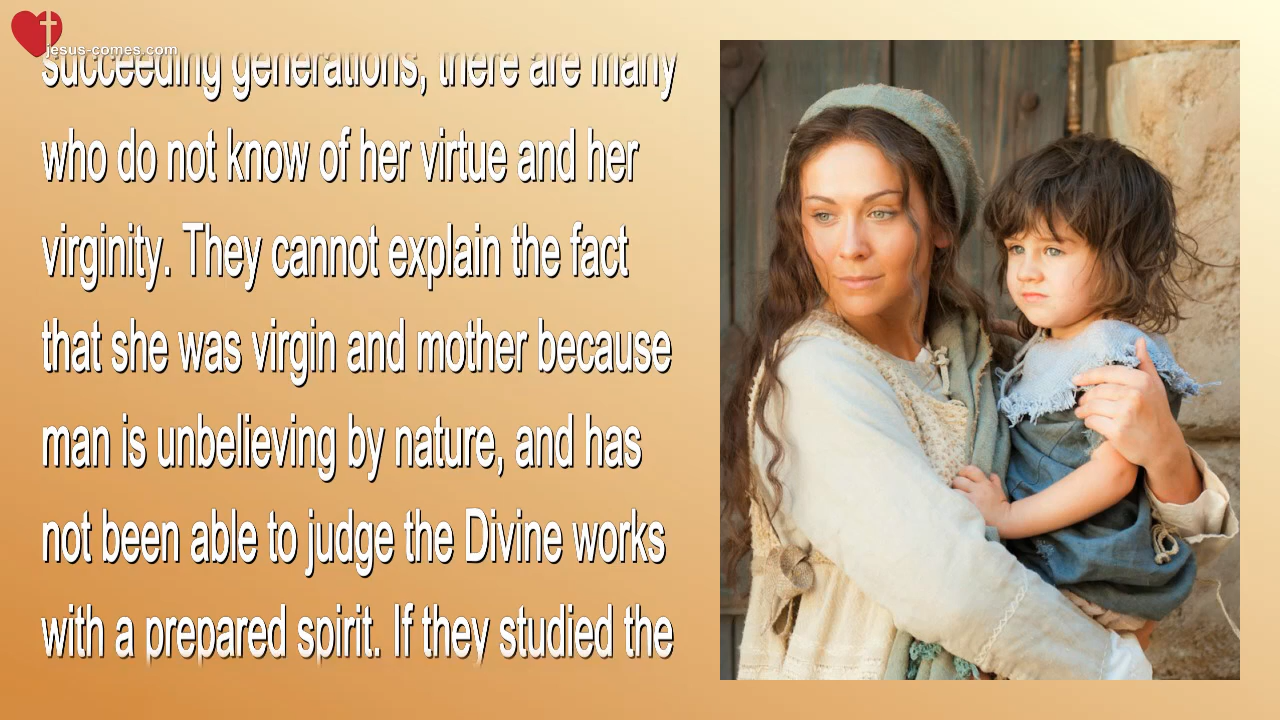 jesus-comes.com
succeeding generations, there are many
who do not know of her virtue and her
virginity. They cannot explain the fact
that she was virgin and mother because
man is unbelieving by nature, and has
not been able to judge the Divine works
with a prepared spirit. If they studied the